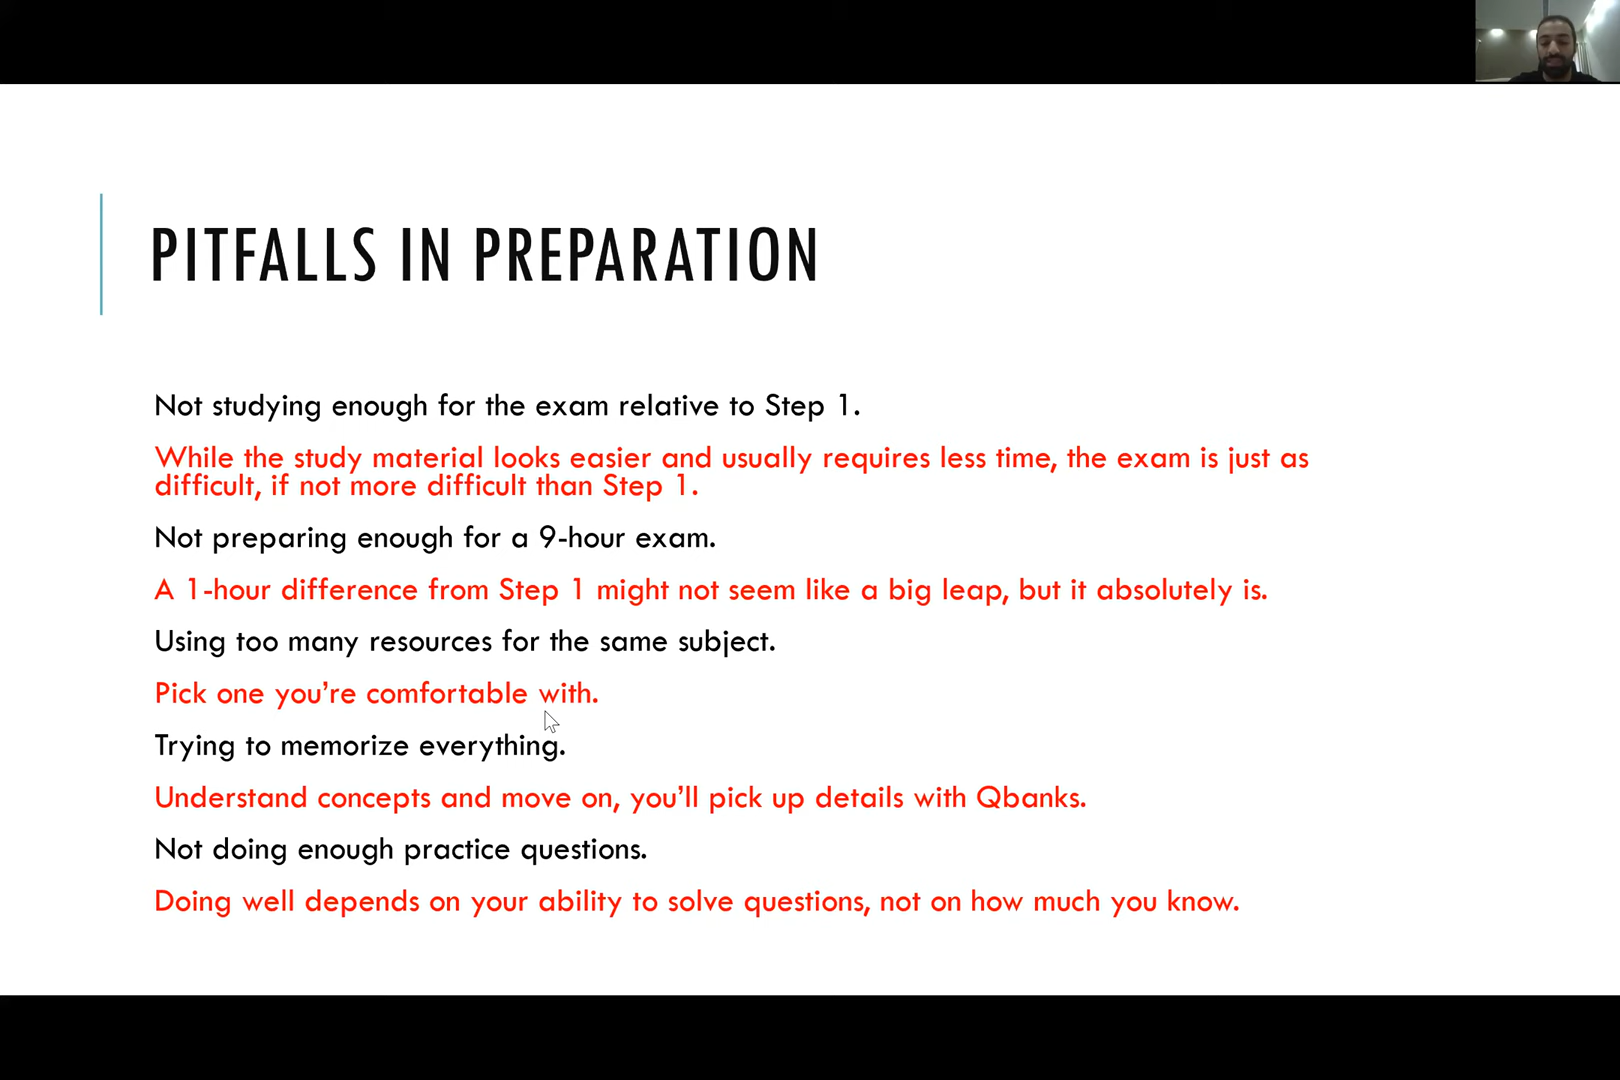 PITFALLS IN PREPARATION
Not studying enough for the exam relative to Step 1.
While the study material looks easier and usually requires less time, the exam is just as
difficult, if not more difficult than Step 1.
Not preparing enough for a 9-hour exam.
A 1-hour difference from Step 1 might not seem like a big leap, but it absolutely is.
Using too many resources for the same subject.
Pick one you’re comfortable with.
Trying to memorize everything.
Understand concepts and move on, you’ll pick up details with Qbanks.
Not doing enough practice questions.
Doing well depends on your ability to solve questions, not on how much you know.